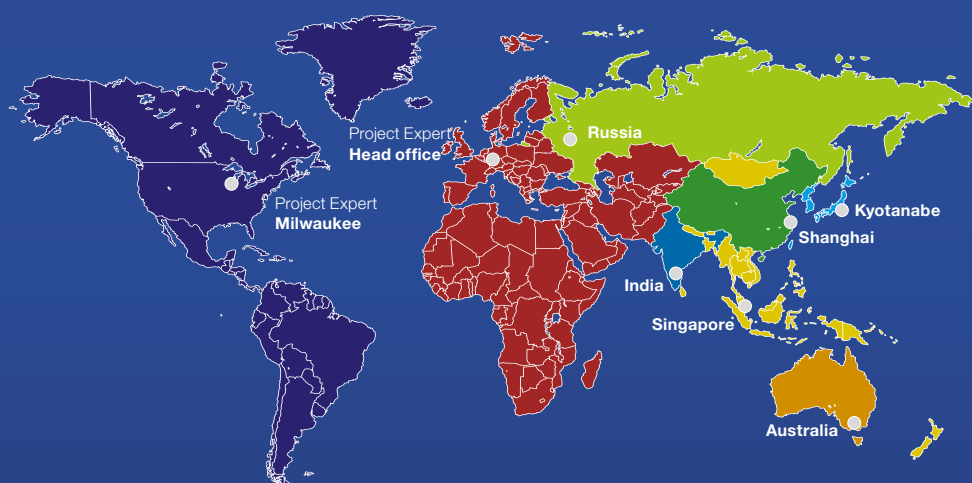 Project Expert
Head office
Russia
Project Expert
Milwaukee
Kyotanabe
Shanghai
India
Singapore
Australia